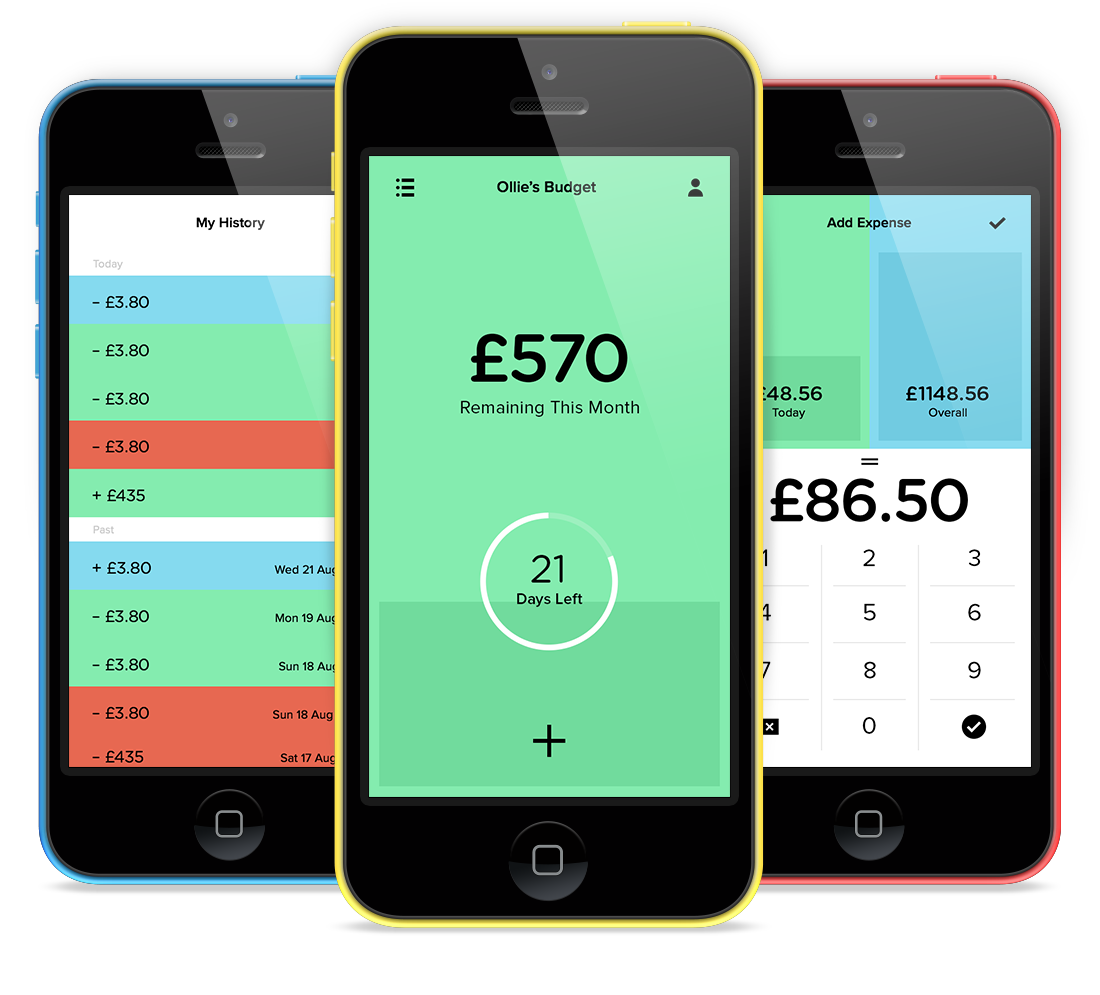 My History
Today
– £3.80
– £3.80
– £3.80
– £3.80
+ £435
Past
+ £3.80 Wed 21 Aug
– £3.80 Mon 19 Aug
– £3.80 Sun 18 Aug
– £3.80 Sun 18 Aug
– £435 Sat 17 Aug
Ollie's Budget
£570
Remaining This Month
21
Days Left
+
Add Expense
£48.56 £1148.56
Today Overall
=
£86.50
1 2 3
4 5 6
7 8 9
0